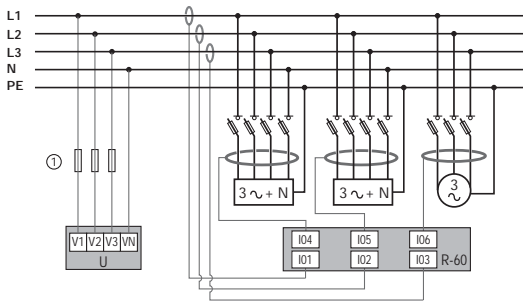 L1
L2
L3
N
PE
1
V1 V2 V3 VN
U
3 ∿ + N
3 ∿ + N
3
∿
I04 I05 I06
I01 I02 I03 R-60